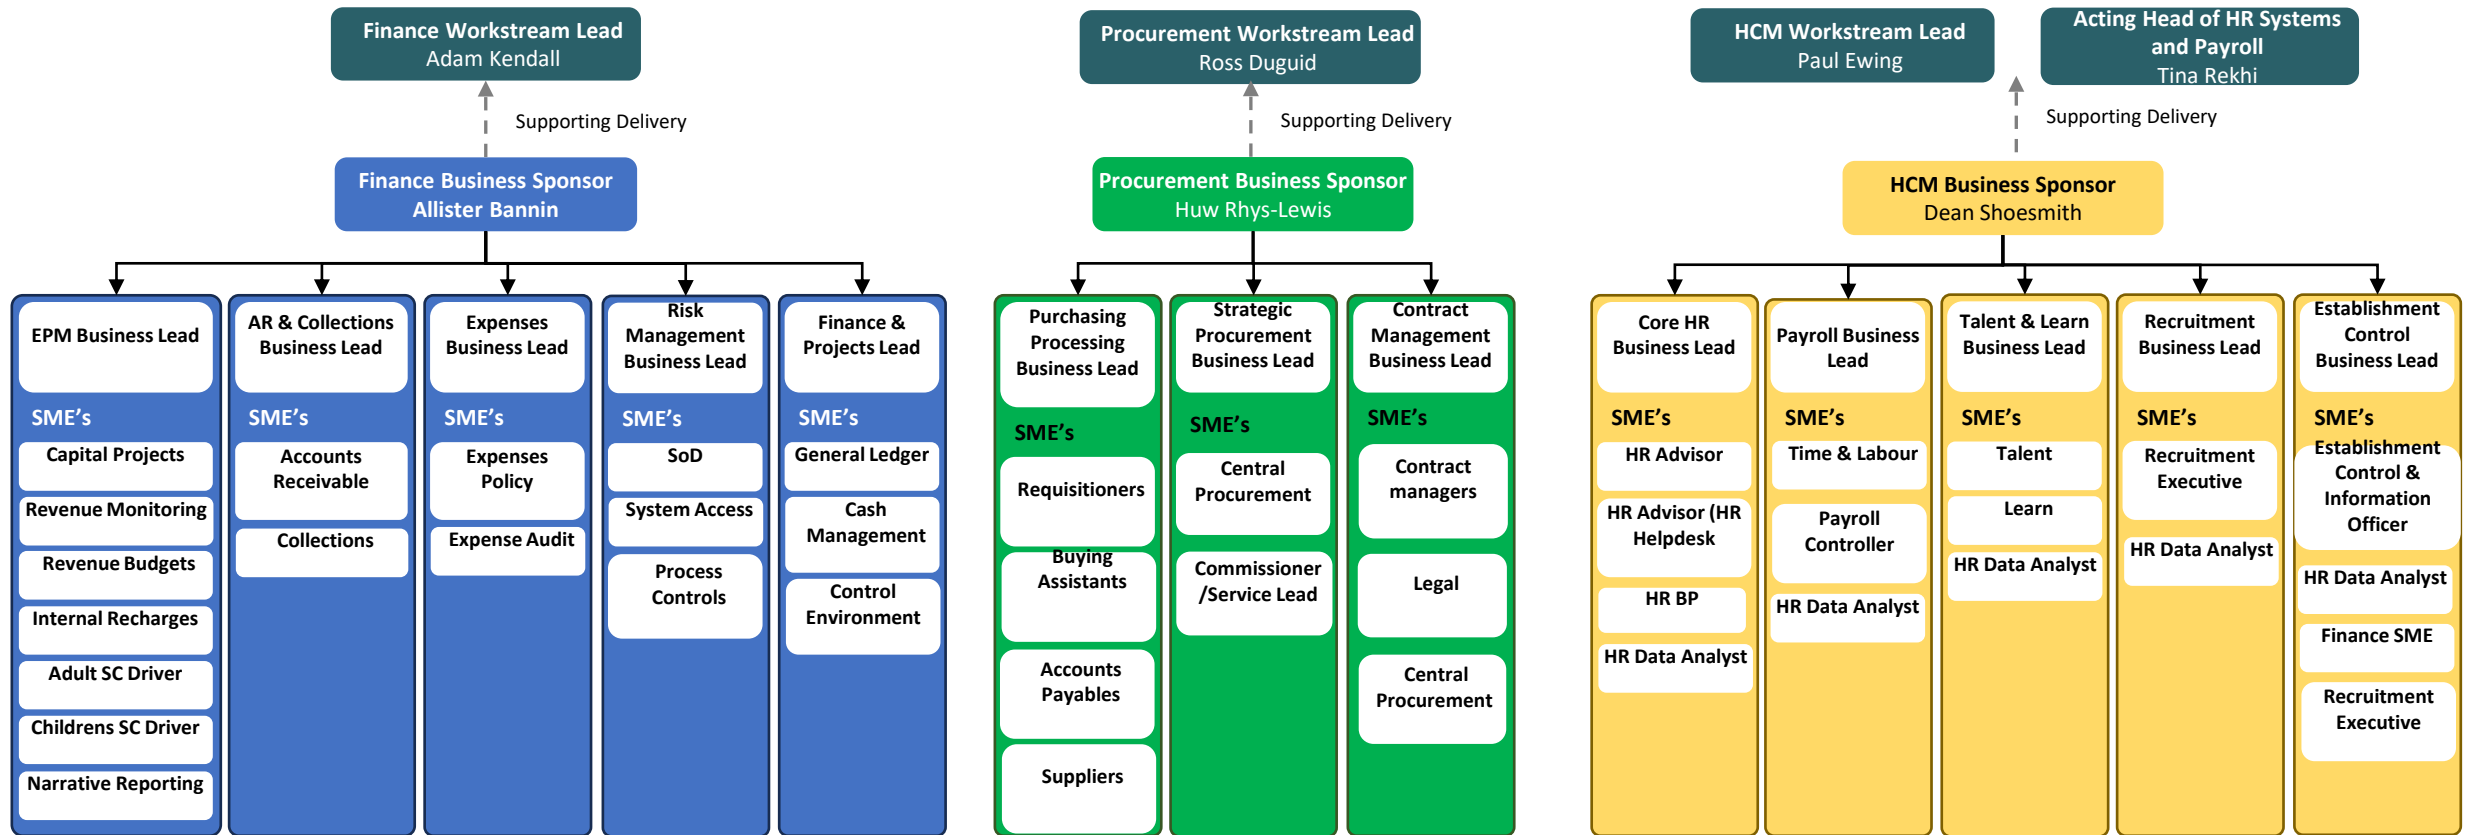 Finance Workstream Lead
Adam Kendall
Supporting Delivery
Finance Business Sponsor
Allister Bannin
EPM Business Lead
SME's
Capital Projects
Revenue Monitoring
Revenue Budgets
Internal Recharges
Adult SC Driver
Childrens SC Driver
Narrative Reporting
AR & Collections
Business Lead
SME's
Accounts
Receivable
Collections
Expenses
Business Lead
SME's
Expenses
Policy
Expense Audit
Risk
Management
Business Lead
SME's
SoD
System Access
Process
Controls
Finance &
Projects Lead
SME's
General Ledger
Cash
Management
Control
Environment
Procurement Workstream Lead
Ross Duguid
Supporting Delivery
Procurement Business Sponsor
Huw Rhys-Lewis
Purchasing
Processing
Business Lead
SME's
Requisitioners
Buying
Assistants
Accounts
Payables
Suppliers
Strategic
Procurement
Business Lead
SME's
Central
Procurement
Commissioner
/Service Lead
Contract
Management
Business Lead
SME's
Contract
managers
Legal
Central
Procurement
HCM Workstream Lead
Paul Ewing
Acting Head of HR Systems
and Payroll
Tina Rekhi
Supporting Delivery
HCM Business Sponsor
Dean Shoesmith
Core HR
Business Lead
SME's
HR Advisor
HR Advisor (HR
Helpdesk
HR BP
HR Data Analyst
Payroll Business
Lead
SME's
Time & Labour
Payroll
Controller
HR Data Analyst
Talent & Learn
Business Lead
SME's
Talent
Learn
HR Data Analyst
Recruitment
Business Lead
SME's
Recruitment
Executive
HR Data Analyst
Establishment
Control
Business Lead
SME's
Establishment
Control &
Information
Officer
HR Data Analyst
Finance SME
Recruitment
Executive